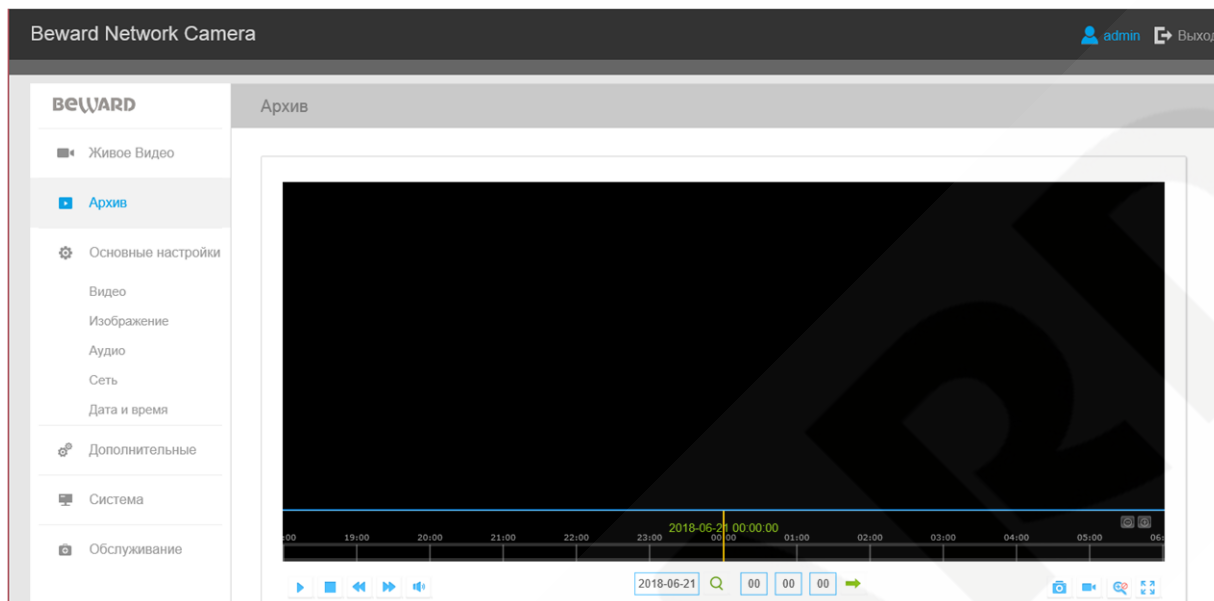 Beward Network Camera
admin
Выход
BEWARD
Архив
Живое Видео
Архив
Основные настройки
Видео
Изображение
Аудио
Сеть
Дата и время
Дополнительные
Система
Обслуживание
2018-06-21 00:00:00
:00 19:00 20:00 21:00 22:00 23:00 00:00 01:00 02:00 03:00 04:00 05:00 06:
2018-06-21 00 00 00